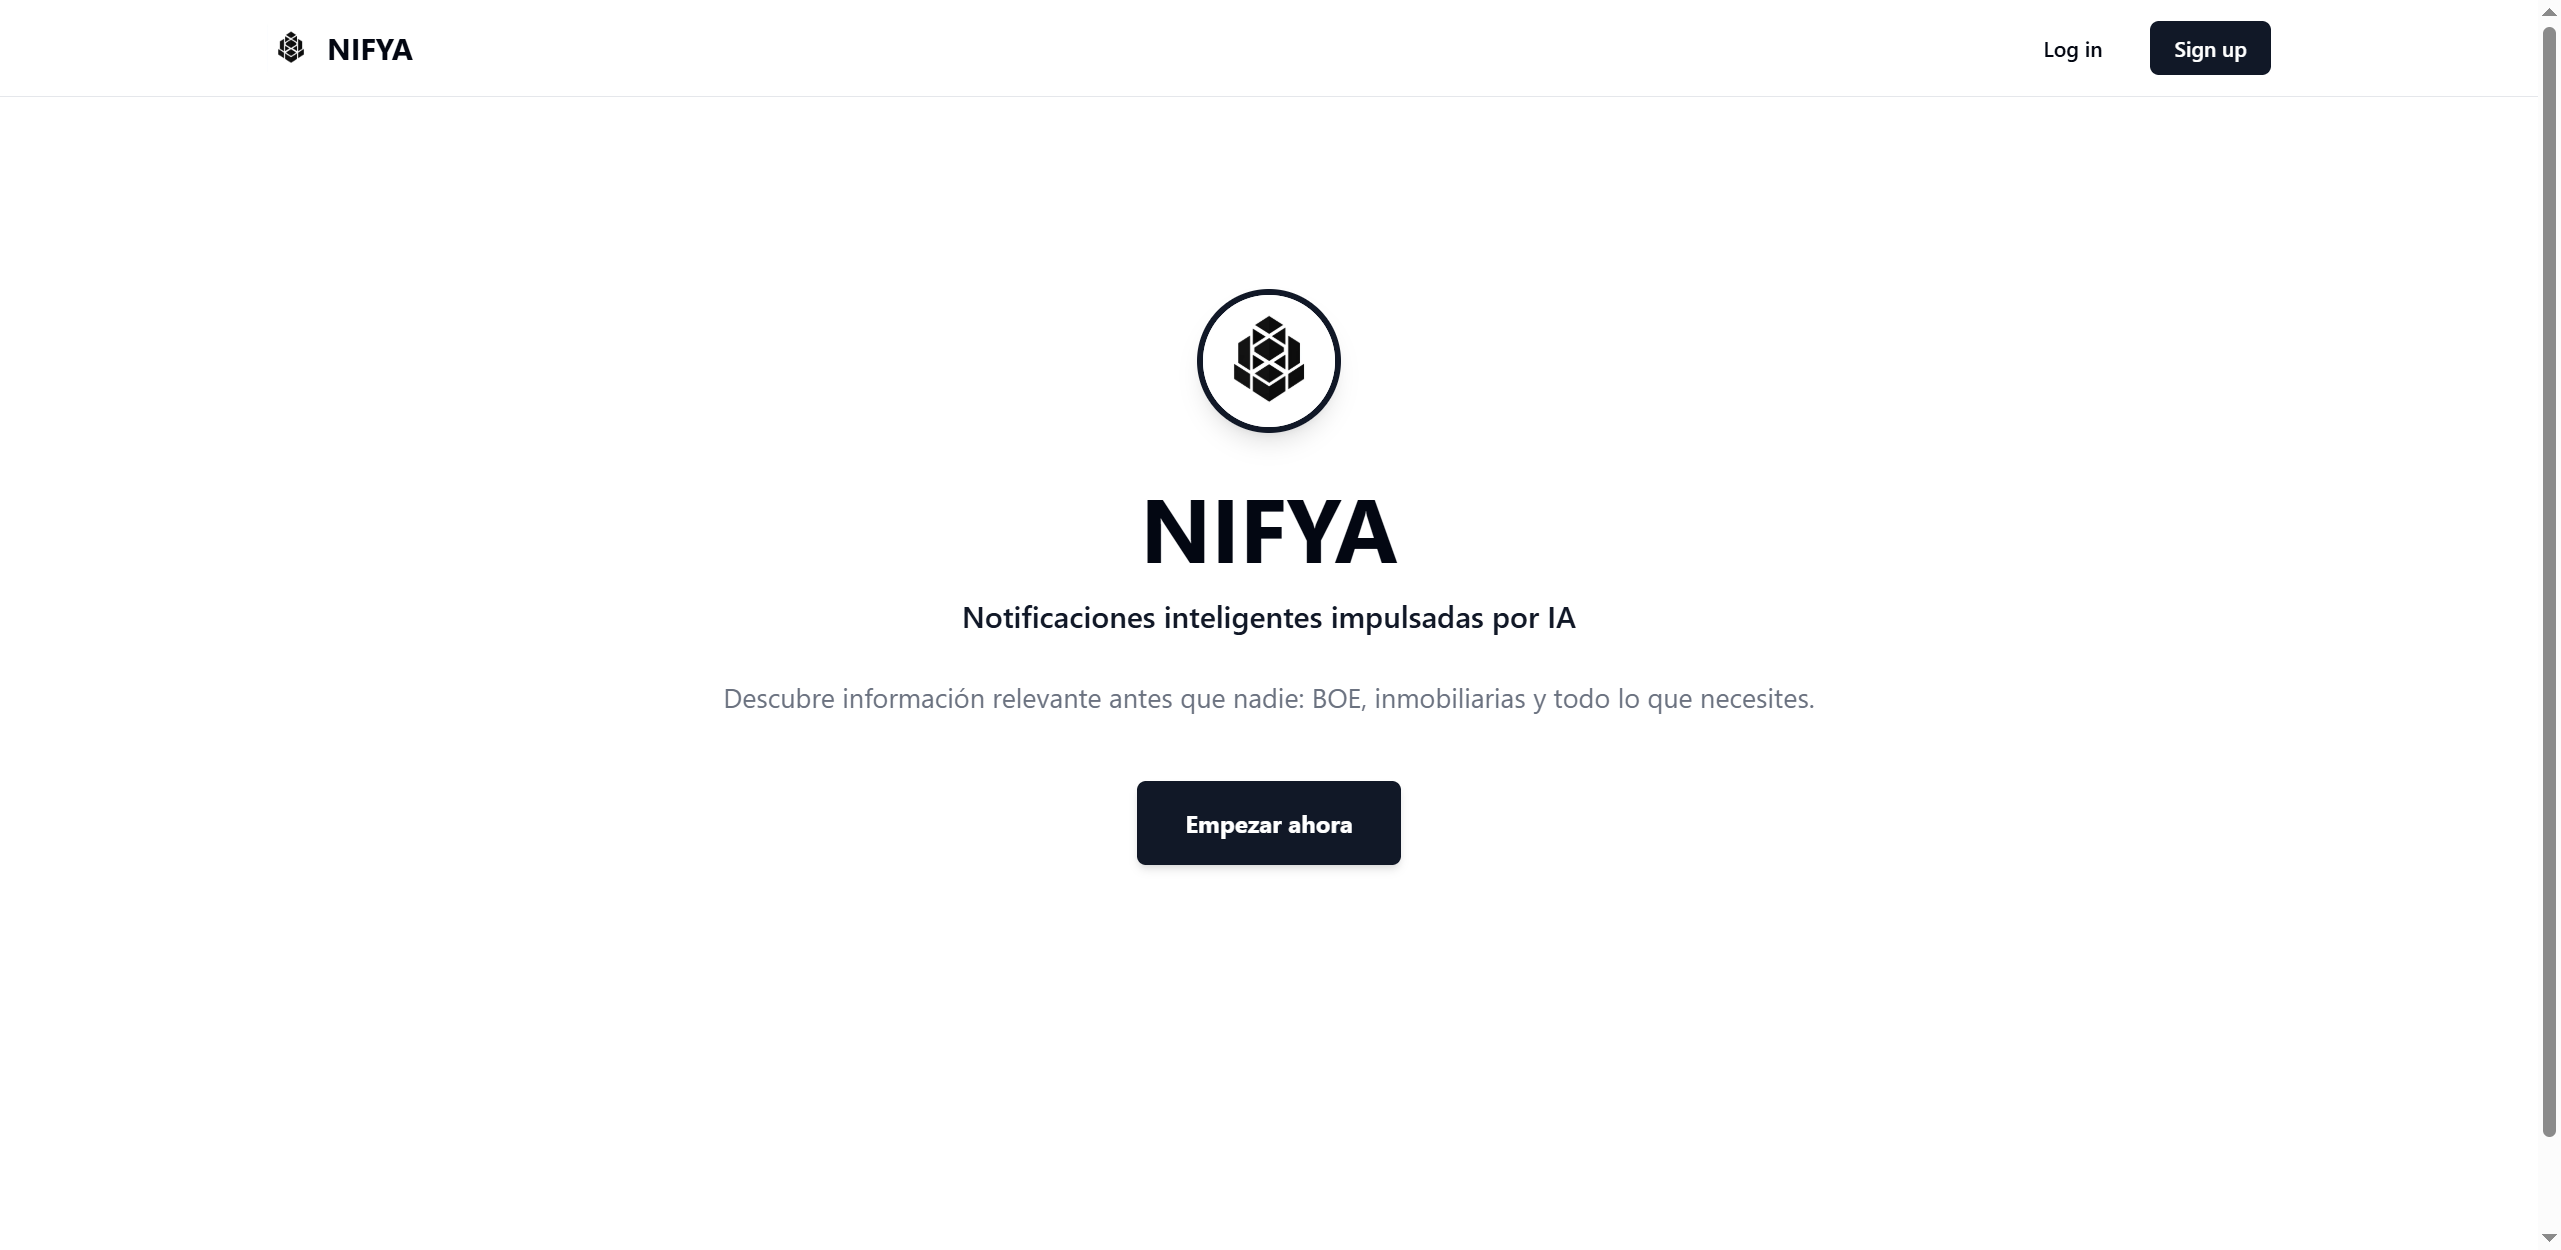 NIFYA
Log in
Sign up
NIFYA
Notificaciones inteligentes impulsadas por IA
Descubre información relevante antes que nadie: BOE, inmobiliarias y todo lo que necesites.
Empezar ahora